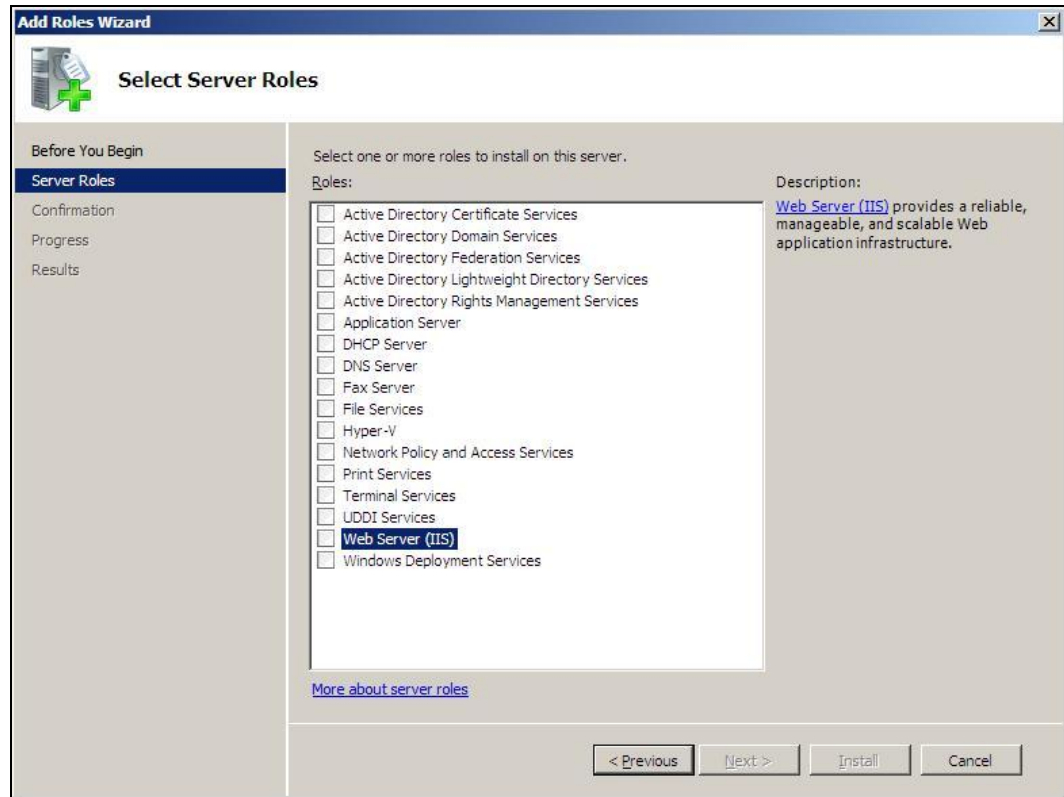 Add Roles Wizard
Select Server Roles
Before You Begin
Server Roles
Confirmation
Progress
Results
Select one or more roles to install on this server.
Roles:
Active Directory Certificate Services
Active Directory Domain Services
Active Directory Federation Services
Active Directory Lightweight Directory Services
Active Directory Rights Management Services
Application Server
DHCP Server
DNS Server
Fax Server
File Services
Hyper-V
Network Policy and Access Services
Print Services
Terminal Services
UDDI Services
Web Server (IIS)
Windows Deployment Services
More about server roles
Description:
Web Server (IIS) provides a reliable,
manageable, and scalable Web
application infrastructure.
< Previous
Next >
Install
Cancel